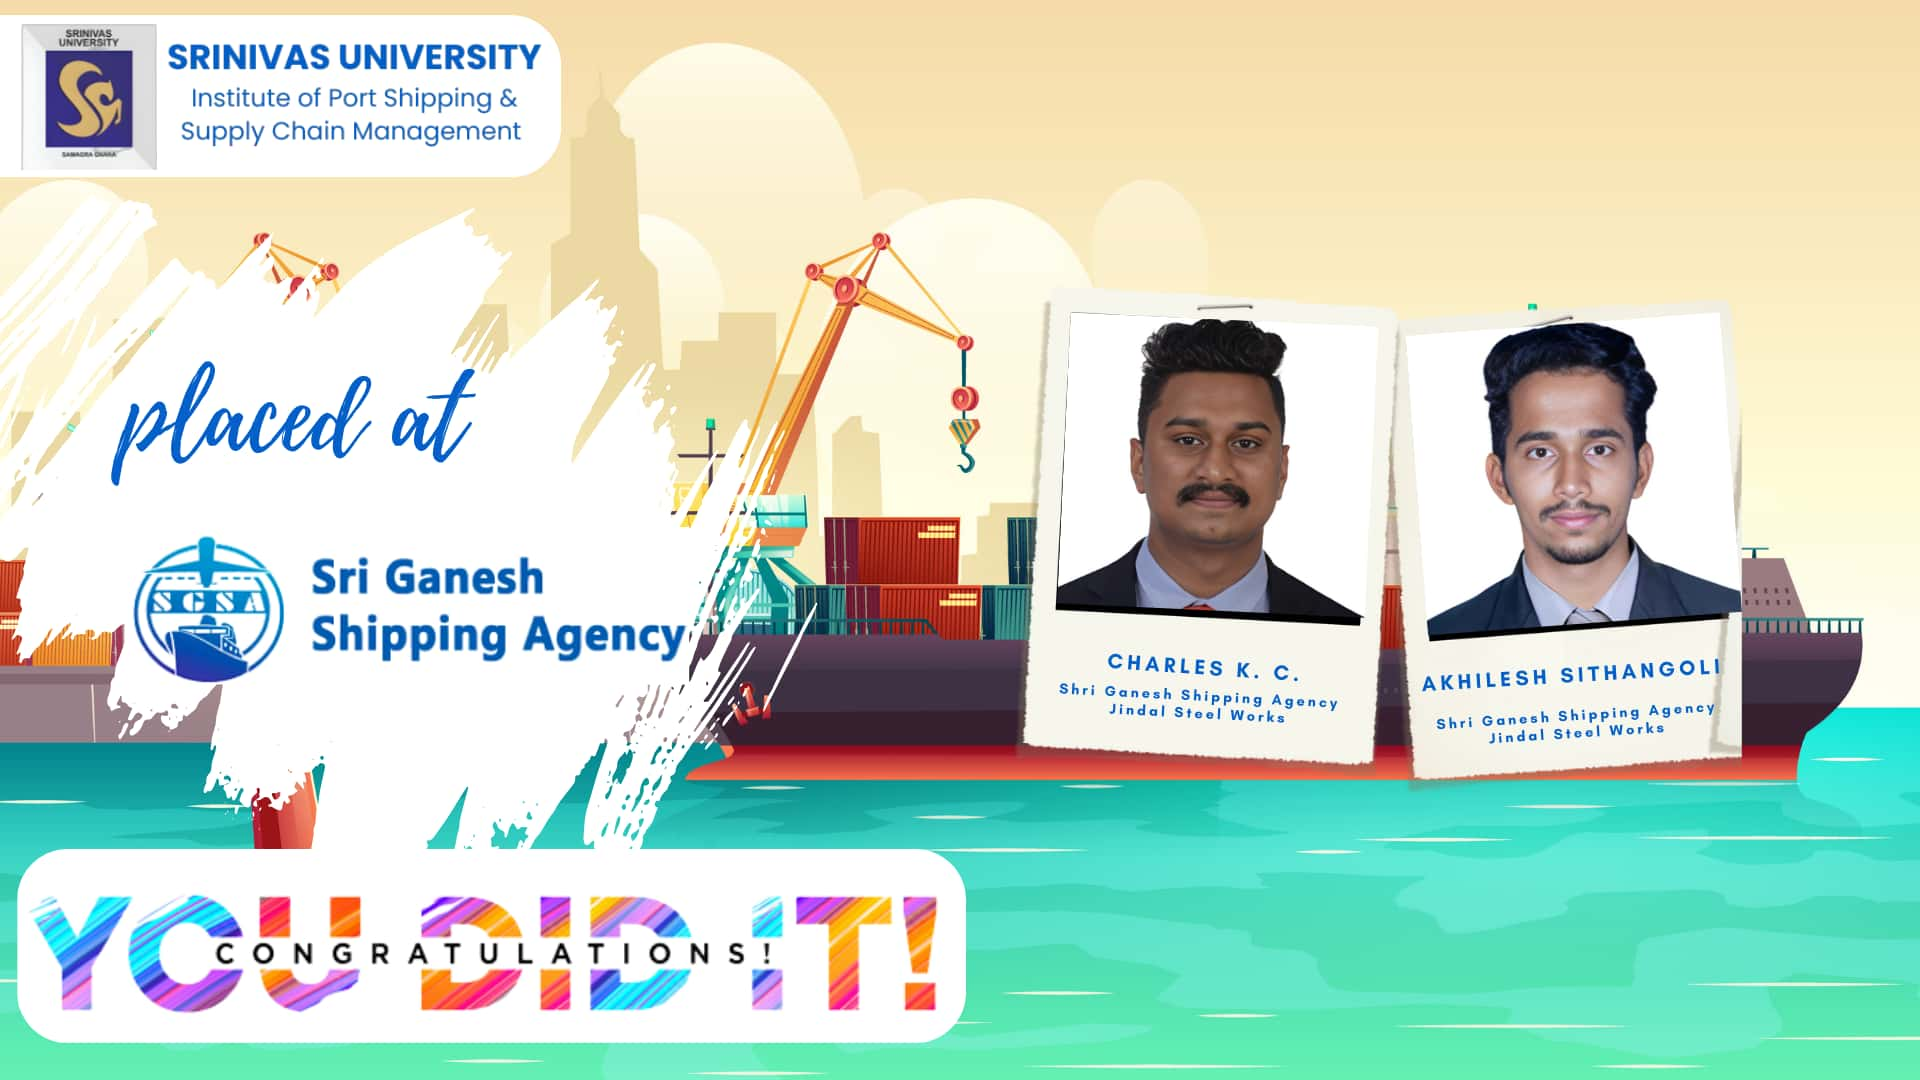 SRINIVAS
UNIVERSITY
SAMAGRA GNANA
SRINIVAS UNIVERSITY
Institute of Port Shipping &
Supply Chain Management
placed at
SGSA
Sri Ganesh
Shipping Agency
CHARLES K. C.
Shri Ganesh Shipping Agency
Jindal Steel Works
AKHILESH SITHANGOLI
Shri Ganesh Shipping Agency
Jindal Steel Works
YOU DID IT!
CONGRATULATIONS!